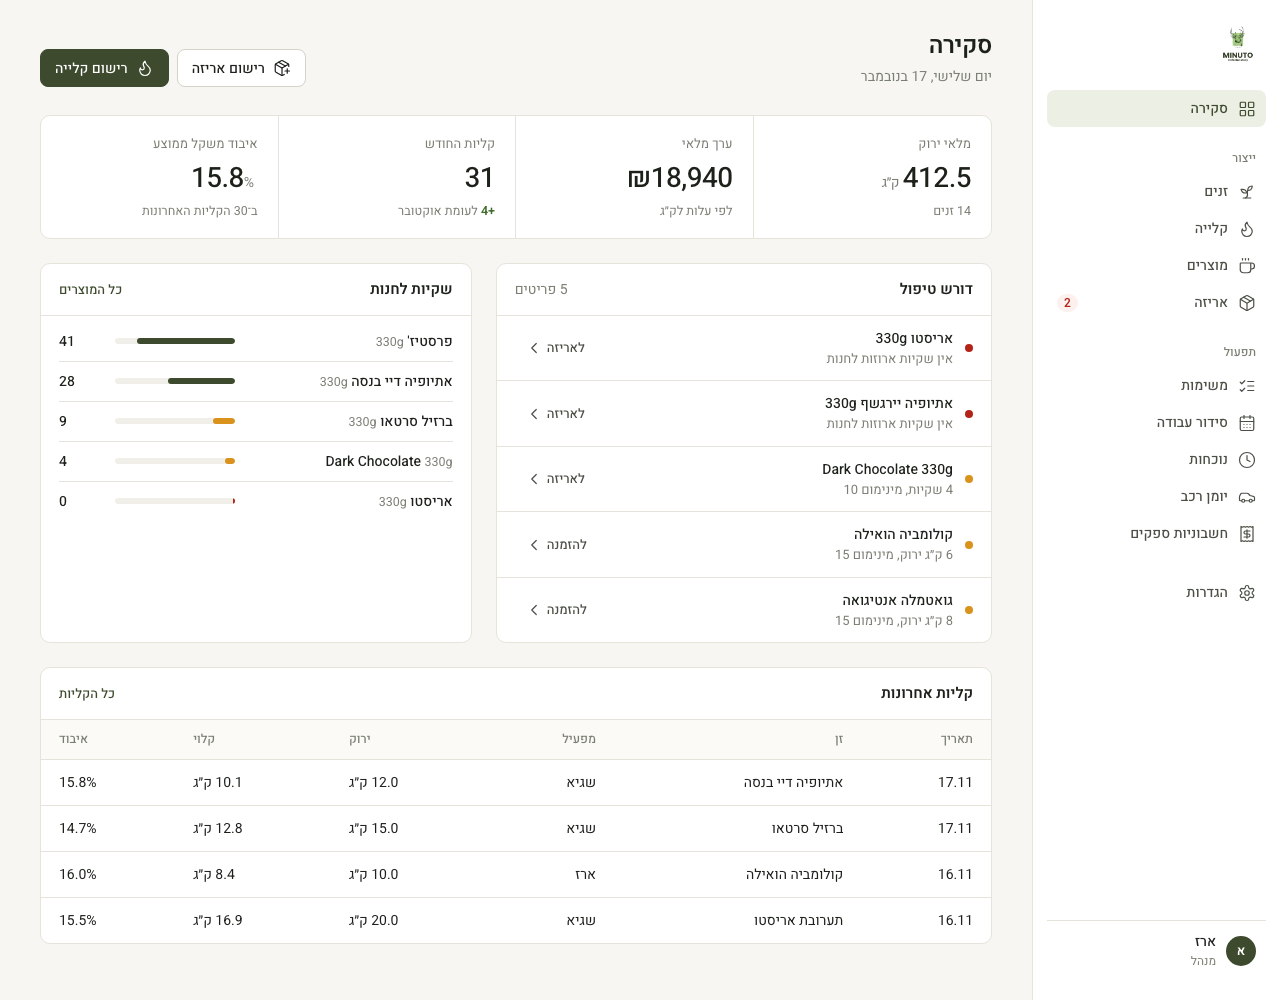 MINUTO
סקירה
ייצור
זנים
קלייה
מוצרים
אריזה
2
תפעול
משימות
סידור עבודה
נוכחות
יומן רכב
חשבוניות ספקים
הגדרות
א
ארז
מנהל
סקירה
יום שלישי, 17 בנובמבר
רישום אריזה
רישום קלייה
מלאי ירוק
412.5 ק״ג
14 זנים
ערך מלאי
₪18,940
לפי עלות לק״ג
קליות החודש
31
+4 לעומת אוקטובר
איבוד משקל ממוצע
15.8%
ב־30 הקליות האחרונות
דורש טיפול
5 פריטים
אריסטו 330g
אין שקיות ארוזות לחנות
לאריזה
אתיופיה יירגשף 330g
אין שקיות ארוזות לחנות
לאריזה
Dark Chocolate 330g
4 שקיות, מינימום 10
לאריזה
קולומביה הואילה
6 ק״ג ירוק, מינימום 15
להזמנה
גואטמלה אנטיגואה
8 ק״ג ירוק, מינימום 15
להזמנה
שקיות לחנות
כל המוצרים
פרסטיז' 330g 41
אתיופיה דיי בנסה 330g 28
ברזיל סרטאו 330g 9
Dark Chocolate 330g 4
אריסטו 330g 0
קליות אחרונות
כל הקליות
תאריך זן מפעיל ירוק קלוי איבוד
17.11 אתיופיה דיי בנסה שגיא 12.0 ק״ג 10.1 ק״ג 15.8%
17.11 ברזיל סרטאו שגיא 15.0 ק״ג 12.8 ק״ג 14.7%
16.11 קולומביה הואילה ארז 10.0 ק״ג 8.4 ק״ג 16.0%
16.11 תערובת אריסטו שגיא 20.0 ק״ג 16.9 ק״ג 15.5%